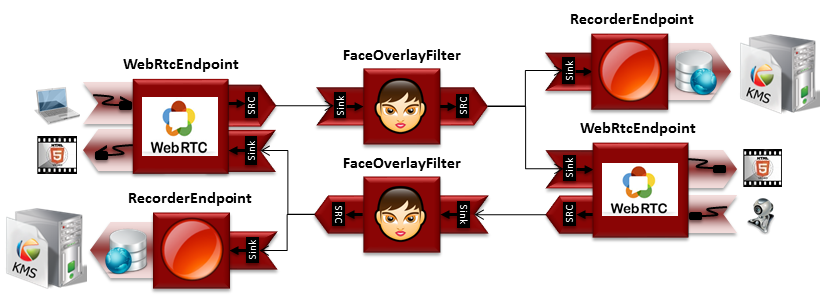 RecorderEndpoint
FaceOverlayFilter
WebRtcEndpoint
Sink
KMS
SRC
Sink
SRC
WebRTC
HTML
5
Sink
WebRtcEndpoint
Sink
WebRTC
HTML
5
SRC
FaceOverlayFilter
SRC
Sink
RecorderEndpoint
KMS
Sink